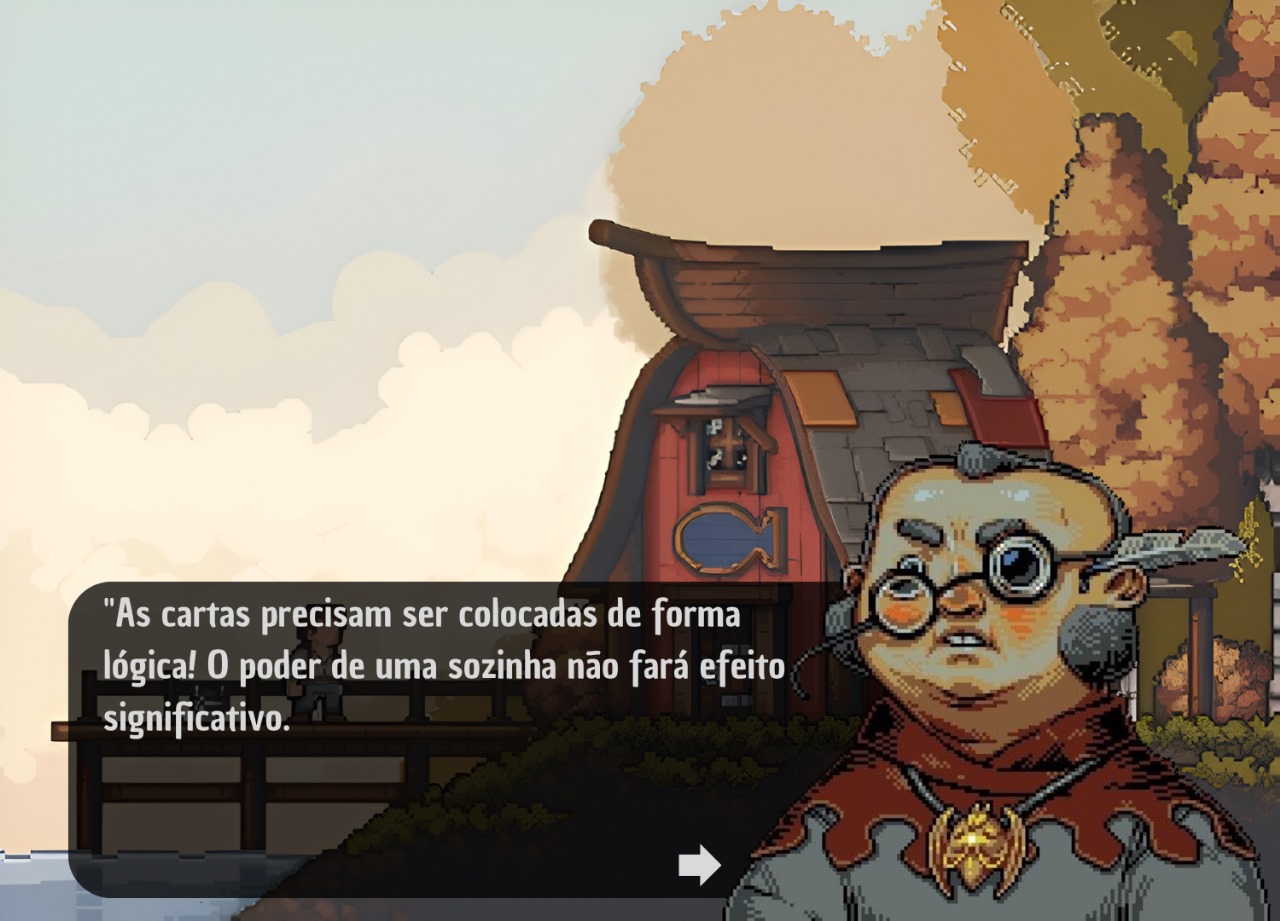 "As cartas precisam ser colocadas de forma
lógica! O poder de uma sozinha não fará efeito
significativo.